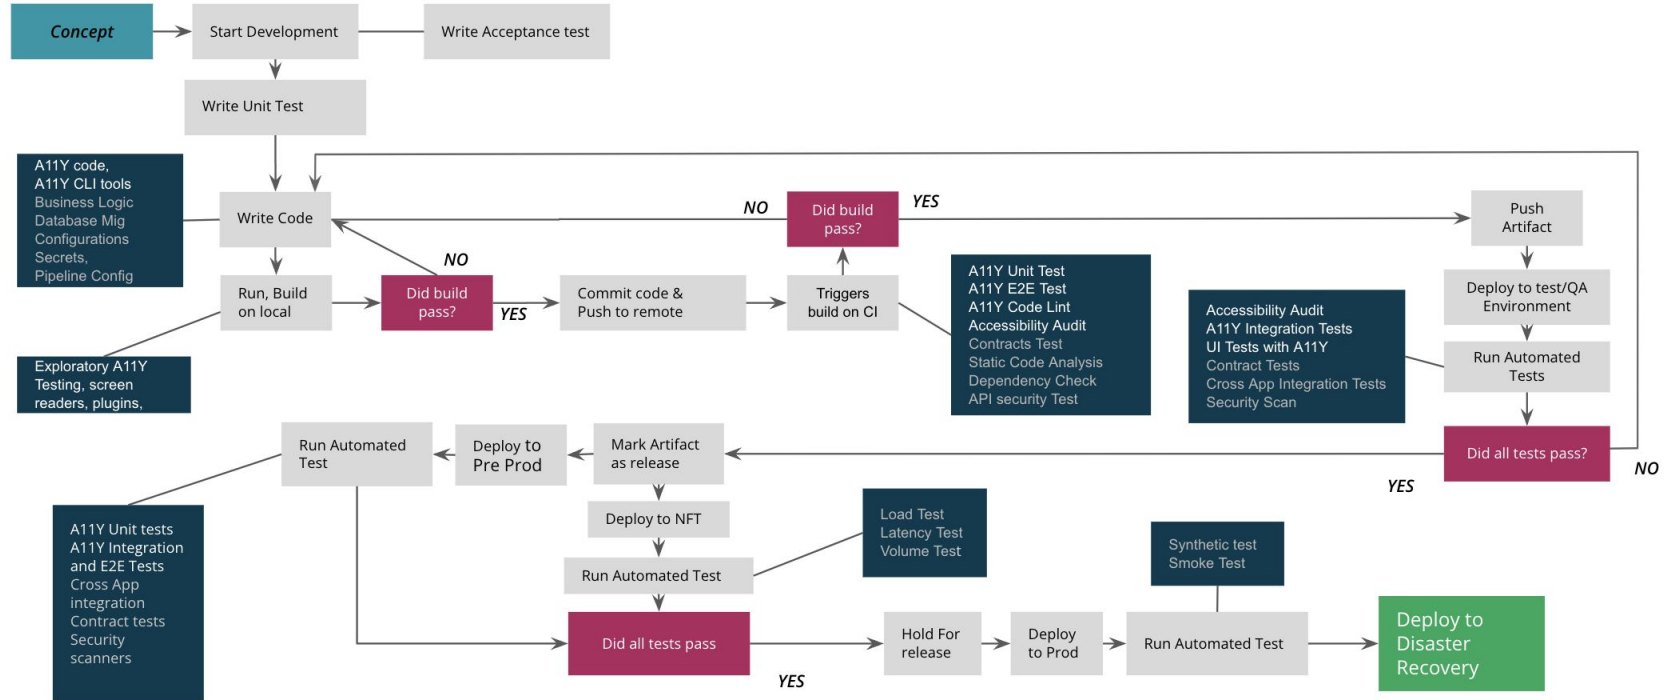 Concept
Start Development
Write Acceptance test
Write Unit Test
A11Y code,
A11Y CLI tools
Business Logic
Database Mig
Configurations
Secrets,
Pipeline Config
Write Code
NO
Did build
pass?
YES
Push
Artifact
NO
Run, Build
on local
Did build
pass?
YES
Commit code &
Push to remote
Triggers
build on CI
A11Y Unit Test
A11Y E2E Test
A11Y Code Lint
Accessibility Audit
Contracts Test
Static Code Analysis
Dependency Check
API security Test
Deploy to test/QA
Environment
Accessibility Audit
A11Y Integration Tests
UI Tests with A11Y
Contract Tests
Cross App Integration Tests
Security Scan
Run Automated
Tests
Exploratory A11Y
Testing, screen
readers, plugins,
Run Automated
Test
Deploy to
Pre Prod
Mark Artifact
as release
Did all tests pass?
NO
YES
A11Y Unit tests
A11Y Integration
and E2E Tests
Cross App
integration
Contract tests
Security
scanners
Deploy to NFT
Load Test
Latency Test
Volume Test
Synthetic test
Smoke Test
Run Automated Test
Did all tests pass
YES
Hold For
release
Deploy
to Prod
Run Automated Test
Deploy to
Disaster
Recovery